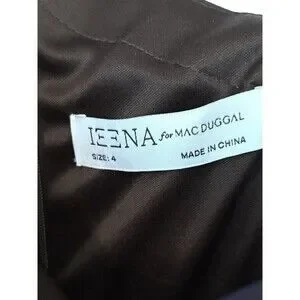 IEENA for MAC DUGGAL
SIZE: 4 MADE IN CHINA